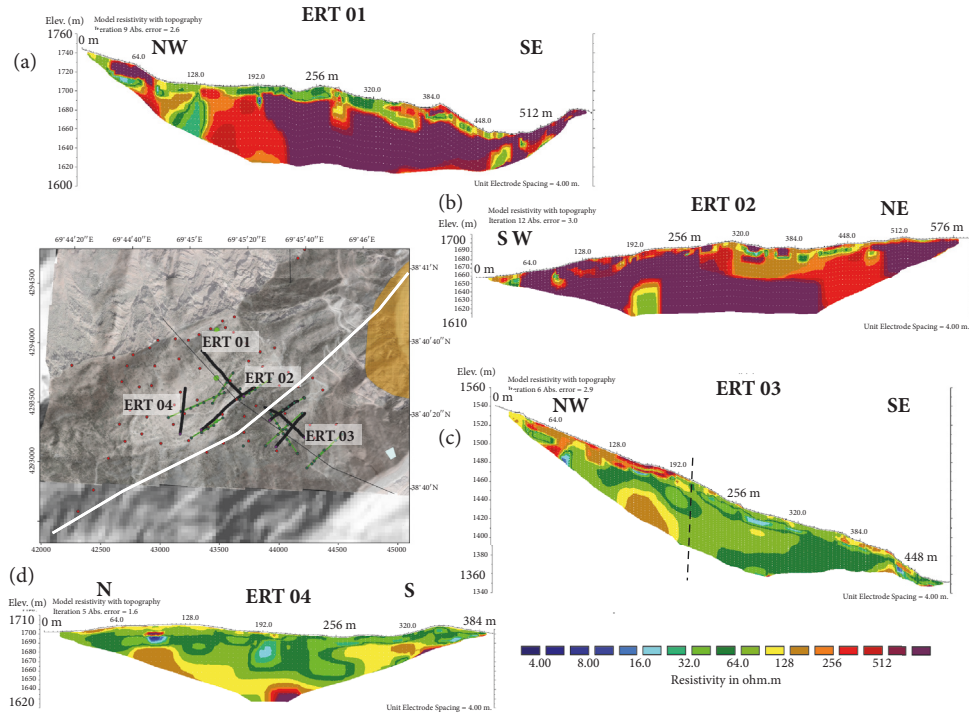 ERT 01
Elev. (m)
Model resistivity with topography
Iteration 9 Abs. error = 2.6
1760
0 m
NW
SE
(a)
1740
64.0
1720
128.0
192.0
256 m
1700
320.0
384.0
1680
448.0
512 m
1660
1640
1620
1600
Unit Electrode Spacing = 4.00 m.
(b)
ERT 02
Elev. (m)
Model resistivity with topography
Iteration 12 Abs. error = 3.0
NE
1700
S W
256 m
320.0
384.0
448.0
512.0
576 m
1690
1680
0 m
64.0
128.0
192.0
1670
1660
1650
1640
1630
1620
1610
Unit Electrode Spacing = 4.00 m.
69°44'20"E
69°44'40"E
69°45'E
69°45'20"E
69°45'40"E
69°46'E
4294500
38°41'N
4294000
38°40'40"N
ERT 01
ERT 02
4293500
ERT 04
38°40'20"N
ERT 03
4293000
38°40'N
42000
42500
43000
43500
44000
44500
45000
ERT 03
Elev. (m)
Model resistivity with topography
Iteration 6 Abs. error = 2.9
1560
0 m
NW
SE
(c)
1540
64.0
1520
128.0
1500
192.0
1480
256 m
1460
320.0
1440
384.0
1420
448 m
1400
1380
1360
1340
Unit Electrode Spacing = 4.00 m.
(d)
N
ERT 04
S
Elev. (m)
Model resistivity with topography
Iteration 5 Abs. error = 1.6
1710
0 m
64.0
128.0
192.0
256 m
320.0
384 m
1700
1690
1680
1670
1660
1650
1640
1630
1620
Unit Electrode Spacing = 4.00 m.
4.00
8.00
16.0
32.0
64.0
128
256
512
Resistivity in ohm.m